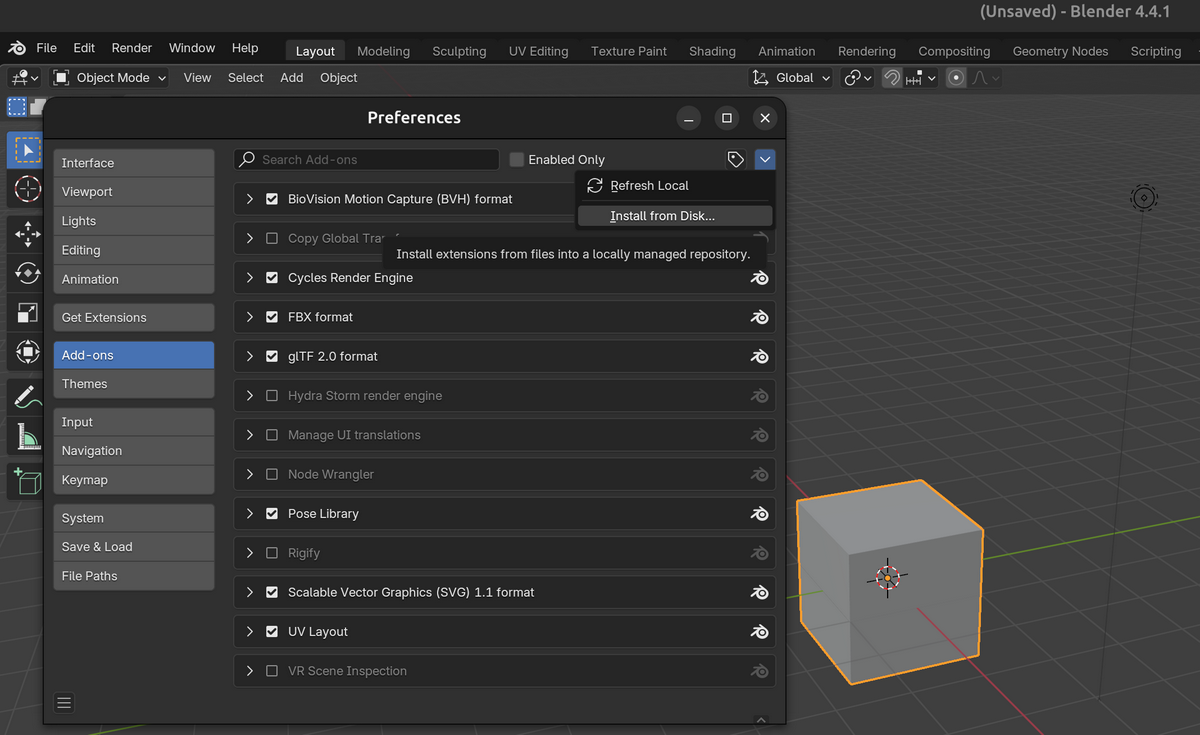 (Unsaved) - Blender 4.4.1
File Edit Render Window Help Layout Modeling Sculpting UV Editing Texture Paint Shading Animation Rendering Compositing Geometry Nodes Scripting
Object Mode View Select Add Object Global
Preferences
Interface
Viewport
Lights
Editing
Animation
Get Extensions
Add-ons
Themes
Input
Navigation
Keymap
System
Save & Load
File Paths
Search Add-ons Enabled Only
Refresh Local
Install from Disk...
Install extensions from files into a locally managed repository.
BioVision Motion Capture (BVH) format
Copy Global
Cycles Render Engine
FBX format
glTF 2.0 format
Hydra Storm render engine
Manage UI translations
Node Wrangler
Pose Library
Rigify
Scalable Vector Graphics (SVG) 1.1 format
UV Layout
VR Scene Inspection